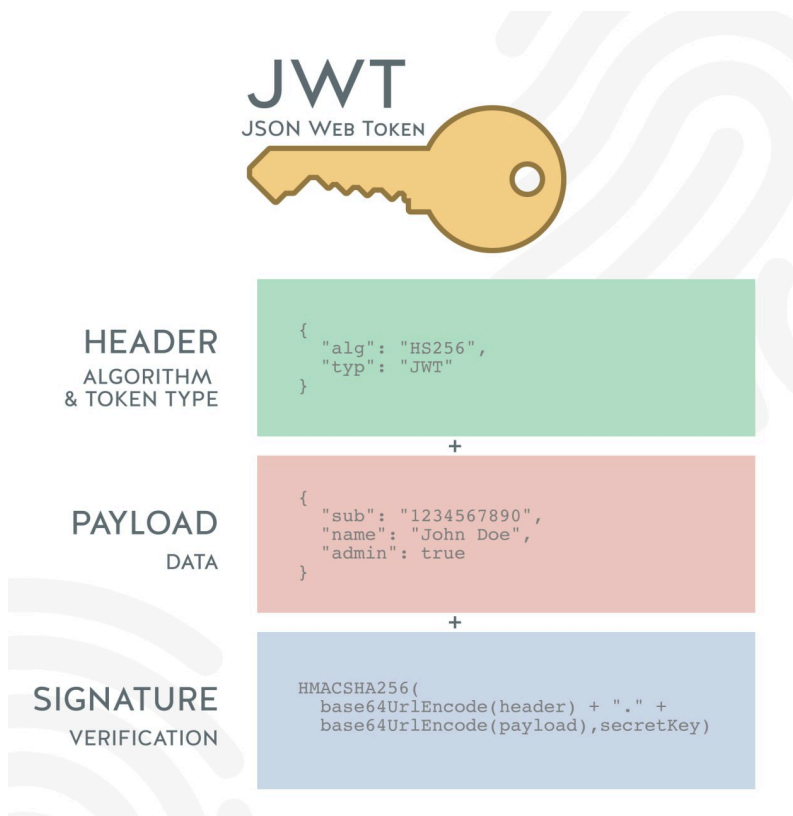 JWT
JSON WEB TOKEN
HEADER
ALGORITHM
& TOKEN TYPE
{
"alg": "HS256",
"typ": "JWT"
}
+
PAYLOAD
DATA
{
"sub": "1234567890",
"name": "John Doe",
"admin": true
}
+
SIGNATURE
VERIFICATION
HMACSHA256(
base64UrlEncode(header) + "." +
base64UrlEncode(payload),secretKey)